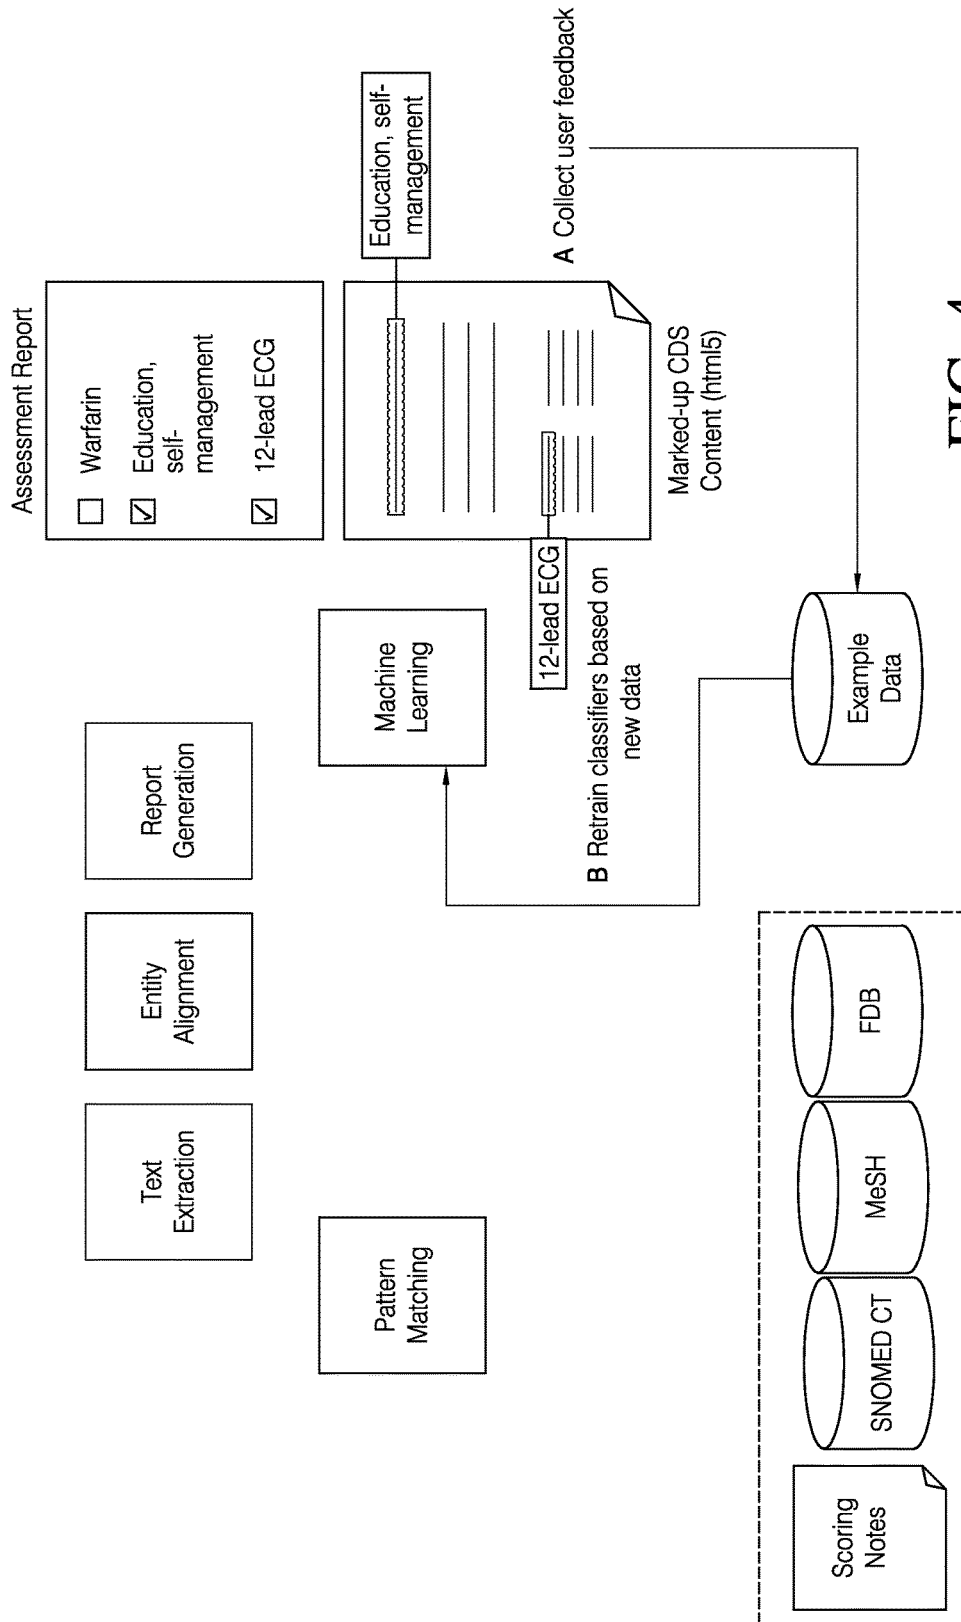 Assessment Report
Warfarin
Education,
self-
management
12-lead ECG
Text
Extraction
Entity
Alignment
Report
Generation
Pattern
Matching
Machine
Learning
Education, self-
management
12-lead ECG
Marked-up CDS
Content (html5)
A Collect user feedback
B Retrain classifiers based on
new data
Scoring
Notes
SNOMED CT
MeSH
FDB
Example
Data